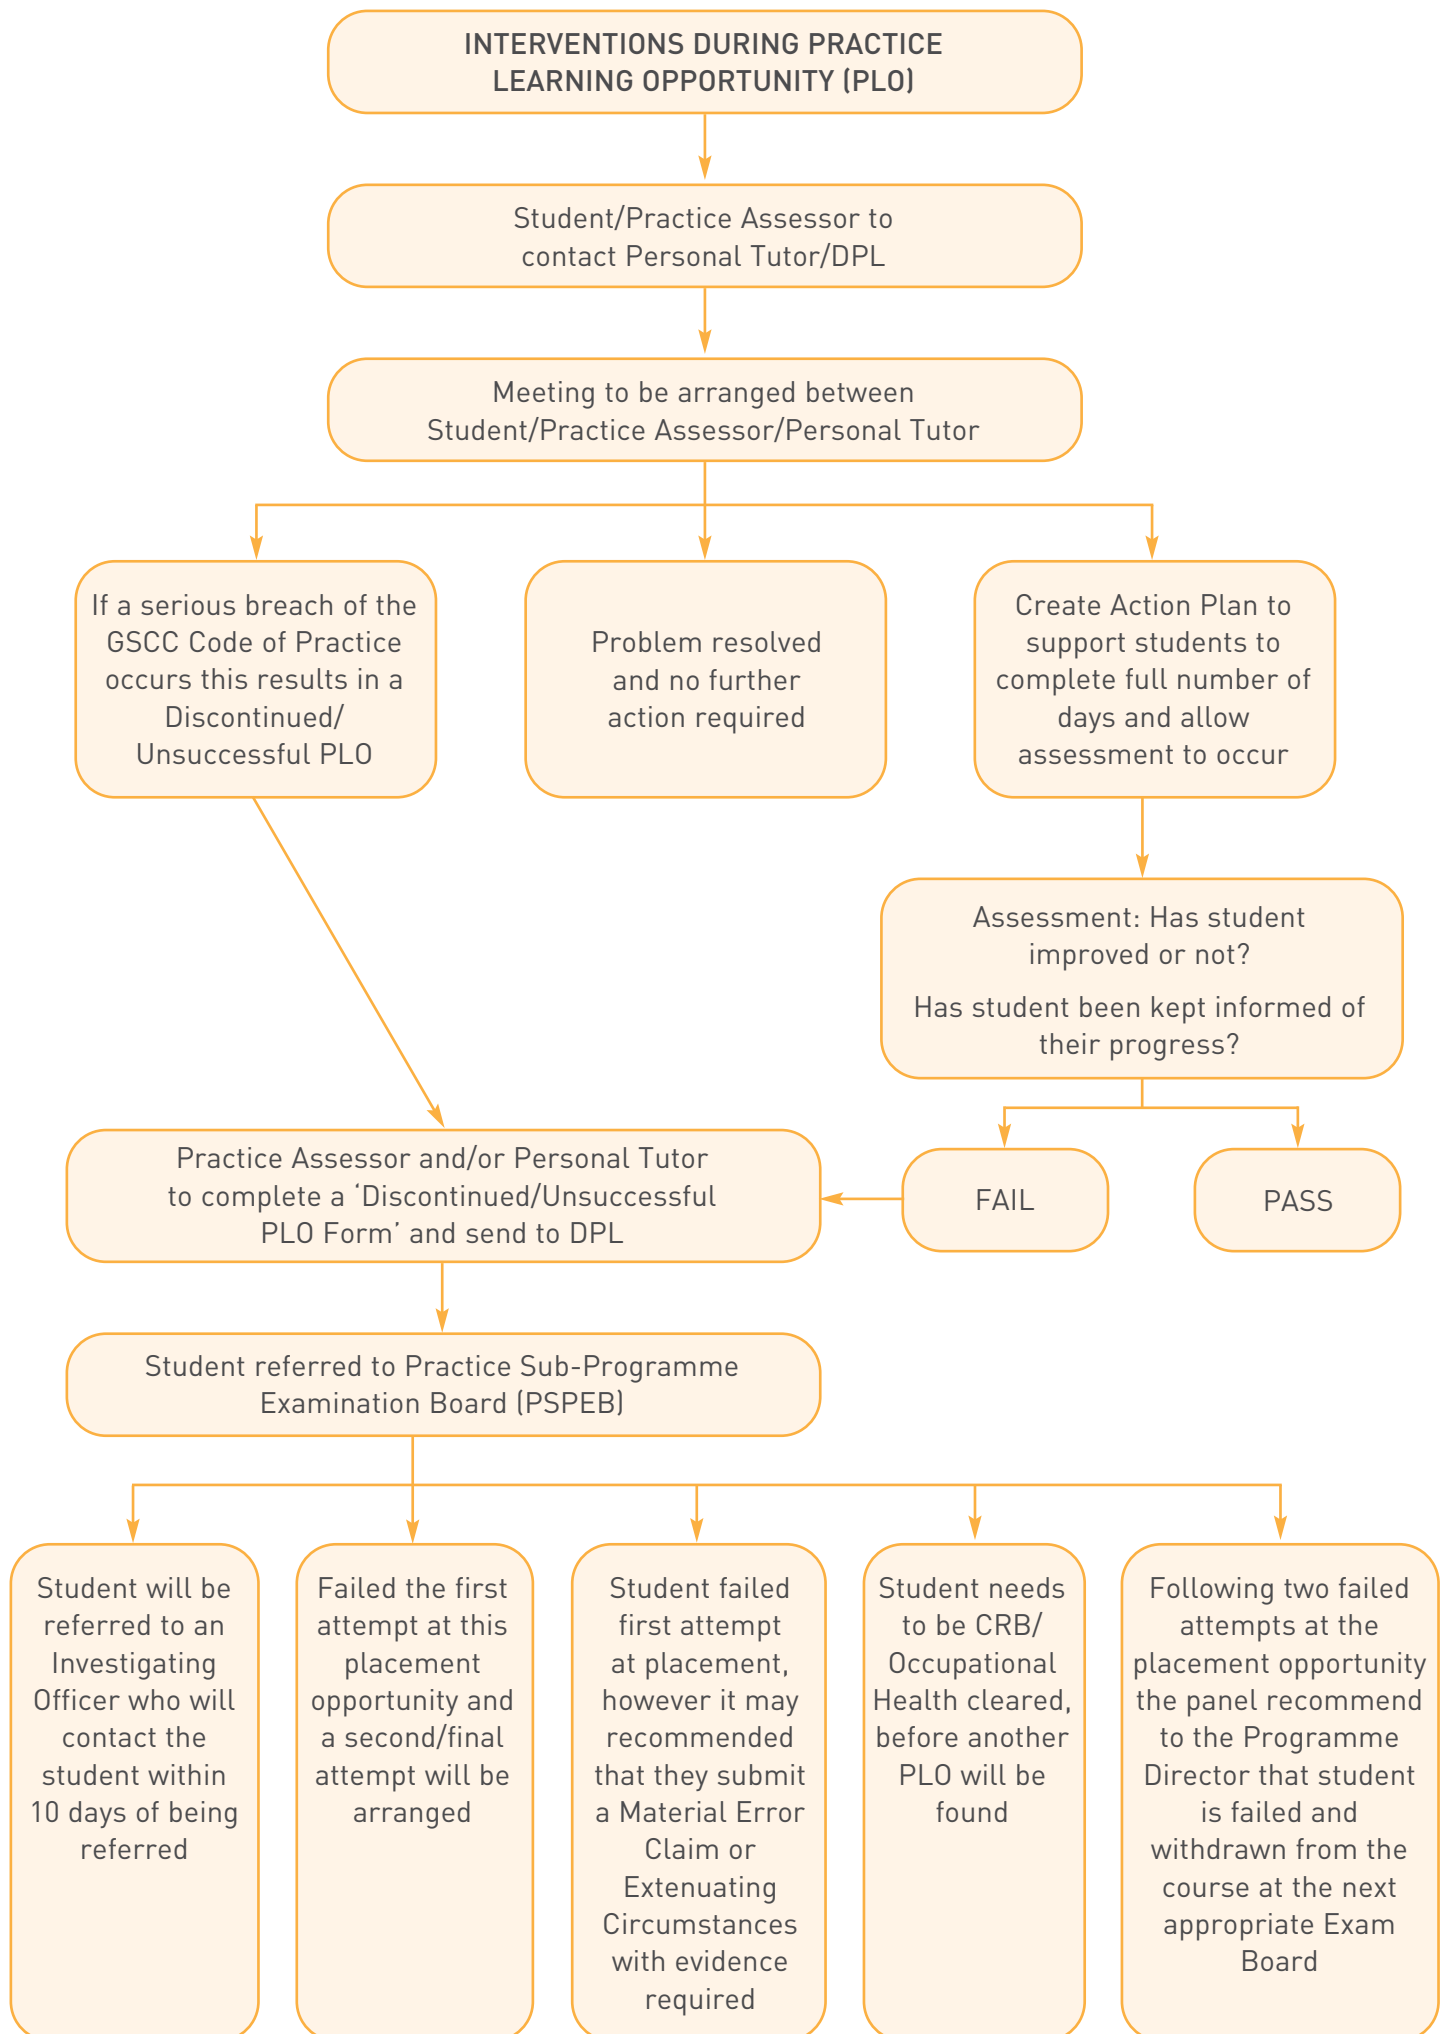 INTERVENTIONS DURING PRACTICE
LEARNING OPPORTUNITY (PLO)
Student/Practice Assessor to
contact Personal Tutor/DPL
Meeting to be arranged between
Student/Practice Assessor/Personal Tutor
If a serious breach of the
GSCC Code of Practice
occurs this results in a
Discontinued/
Unsuccessful PLO
Problem resolved
and no further
action required
Create Action Plan to
support students to
complete full number of
days and allow
assessment to occur
Assessment: Has student
improved or not?
Has student been kept informed of
their progress?
Practice Assessor and/or Personal Tutor
to complete a ‘Discontinued/Unsuccessful
PLO Form’ and send to DPL
FAIL
PASS
Student referred to Practice Sub-Programme
Examination Board (PSPEB)
Student will be
referred to an
Investigating
Officer who will
contact the
student within
10 days of being
referred
Failed the first
attempt at this
placement
opportunity and
a second/final
attempt will be
arranged
Student failed
first attempt
at placement,
however it may
recommended
that they submit
a Material Error
Claim or
Extenuating
Circumstances
with evidence
required
Student needs
to be CRB/
Occupational
Health cleared,
before another
PLO will be
found
Following two failed
attempts at the
placement opportunity
the panel recommend
to the Programme
Director that student
is failed and
withdrawn from the
course at the next
appropriate Exam
Board